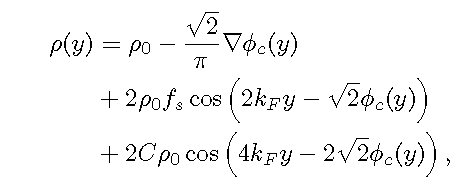 ρ(y) = ρ₀ − (√2/π) ∇ϕ_c(y)
+ 2ρ₀f_s cos(2k_F y − √2ϕ_c(y))
+ 2Cρ₀ cos(4k_F y − 2√2ϕ_c(y)),